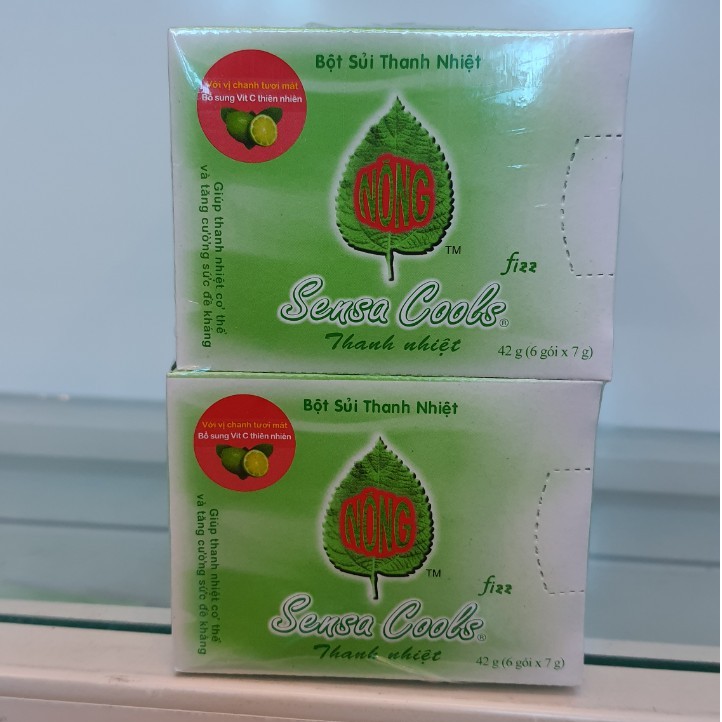 Bột Sủi Thanh Nhiệt
Với vị chanh tươi mát
Bổ sung Vit C thiên nhiên
Giúp thanh nhiệt cơ thể
và tăng cường sức đề kháng
NÓNG
TM
fizz
Sensa Cools®
Thanh nhiệt
42 g (6 gói x 7 g)
Bột Sủi Thanh Nhiệt
Với vị chanh tươi mát
Bổ sung Vit C thiên nhiên
Giúp thanh nhiệt cơ thể
và tăng cường sức đề kháng
NÓNG
TM
fizz
Sensa Cools®
Thanh nhiệt
42 g (6 gói x 7 g)